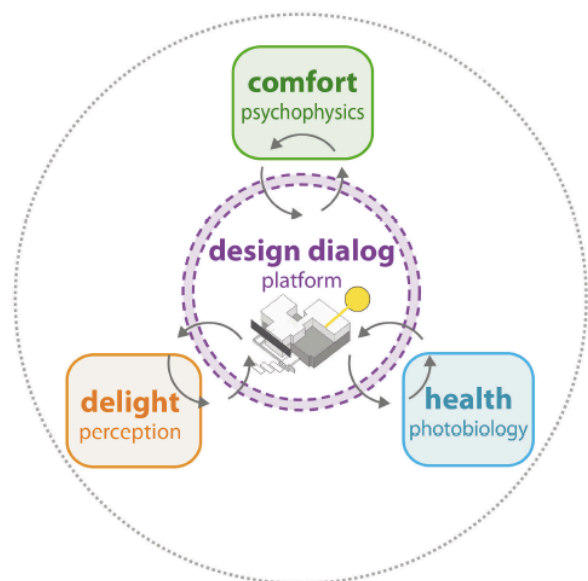 comfort
psychophysics
design dialog
platform
delight
perception
health
photobiology